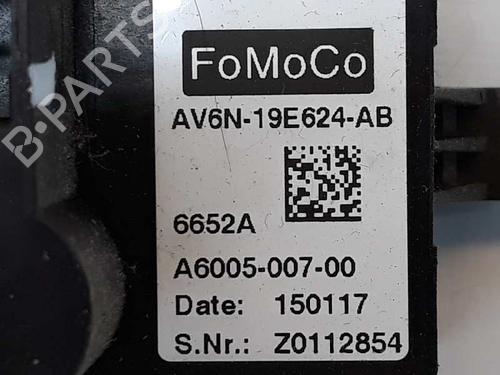 FoMoCo
AV6N-19E624-AB
6652A
A6005-007-00
Date: 150117
S.Nr.: Z0112854
B-PARTS